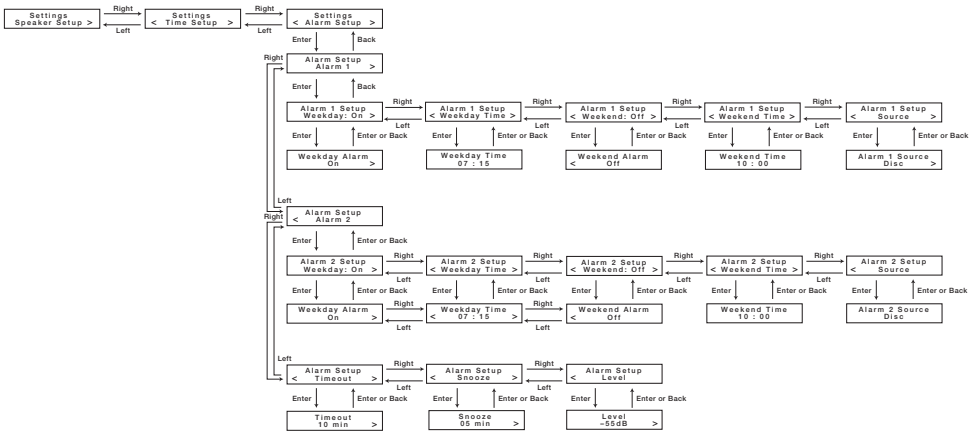 Settings
Speaker Setup >
Right
Left
Settings
< Time Setup >
Right
Left
Settings
< Alarm Setup >
Enter
Back
Right
Alarm Setup
Alarm 1 >
Enter
Back
Alarm 1 Setup
Weekday: On >
Right
Left
Alarm 1 Setup
< Weekday Time >
Right
Left
Alarm 1 Setup
< Weekend: Off >
Right
Left
Alarm 1 Setup
< Weekend Time >
Right
Left
Alarm 1 Setup
< Source
Enter
Enter or Back
Enter
Enter or Back
Enter
Enter or Back
Enter
Enter or Back
Enter
Enter or Back
Weekday Alarm
On >
Weekday Time
07 : 15
Weekend Alarm
< Off
Weekend Time
10 : 00
Alarm 1 Source
Disc >
Left
Right
Alarm Setup
< Alarm 2
Enter
Enter or Back
Alarm 2 Setup
Weekday: On >
Right
Left
Alarm 2 Setup
< Weekday Time >
Right
Left
Alarm 2 Setup
< Weekend: Off >
Right
Left
Alarm 2 Setup
< Weekend Time >
Right
Left
Alarm 2 Setup
< Source
Enter
Enter or Back
Enter
Enter or Back
Enter
Enter or Back
Enter
Enter or Back
Enter
Enter or Back
Weekday Alarm
On >
Right
Left
Weekday Time
< 07 : 15 >
Right
Left
Weekend Alarm
< Off
Weekend Time
10 : 00
Alarm 2 Source
Disc
Left
Alarm Setup
< Timeout >
Right
Left
Alarm Setup
< Snooze >
Right
Left
Alarm Setup
< Level
Enter
Enter or Back
Enter
Enter or Back
Enter
Enter or Back
Timeout
10 min >
Snooze
05 min >
Level
–55dB >